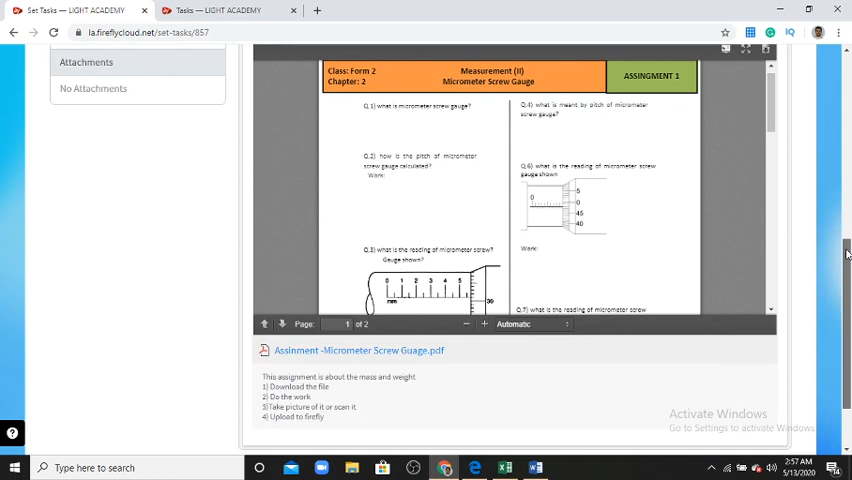 Set Tasks — LIGHT ACADEMY
Tasks — LIGHT ACADEMY
la.fireflycloud.net/set-tasks/857
Attachments
No Attachments
Class: Form 2
Chapter: 2
Measurement (II)
Micrometer Screw Gauge
ASSINGMENT 1
Q.1) what is micrometer screw gauge?
Q.2) how is the pitch of micrometer
screw gauge calculated?
Work:
Q.3) what is the reading of micrometer screw?
Gauge shown?
0 1 2 3 4 5
mm
30
Q.4) what is meant by pitch of micrometer
screw gauge?
Q.6) what is the reading of micrometer screw
gauge shown
0
5
0
45
40
Work:
Q.7) what is the reading of micrometer screw
Page: 1 of 2
Automatic
Assinment -Micrometer Screw Guage.pdf
This assignment is about the mass and weight
1) Download the file
2) Do the work
3)Take picture of it or scan it
4) Upload to firefly
Activate Windows
Go to Settings to activate Windows.
Type here to search
2:57 AM
5/13/2020
14